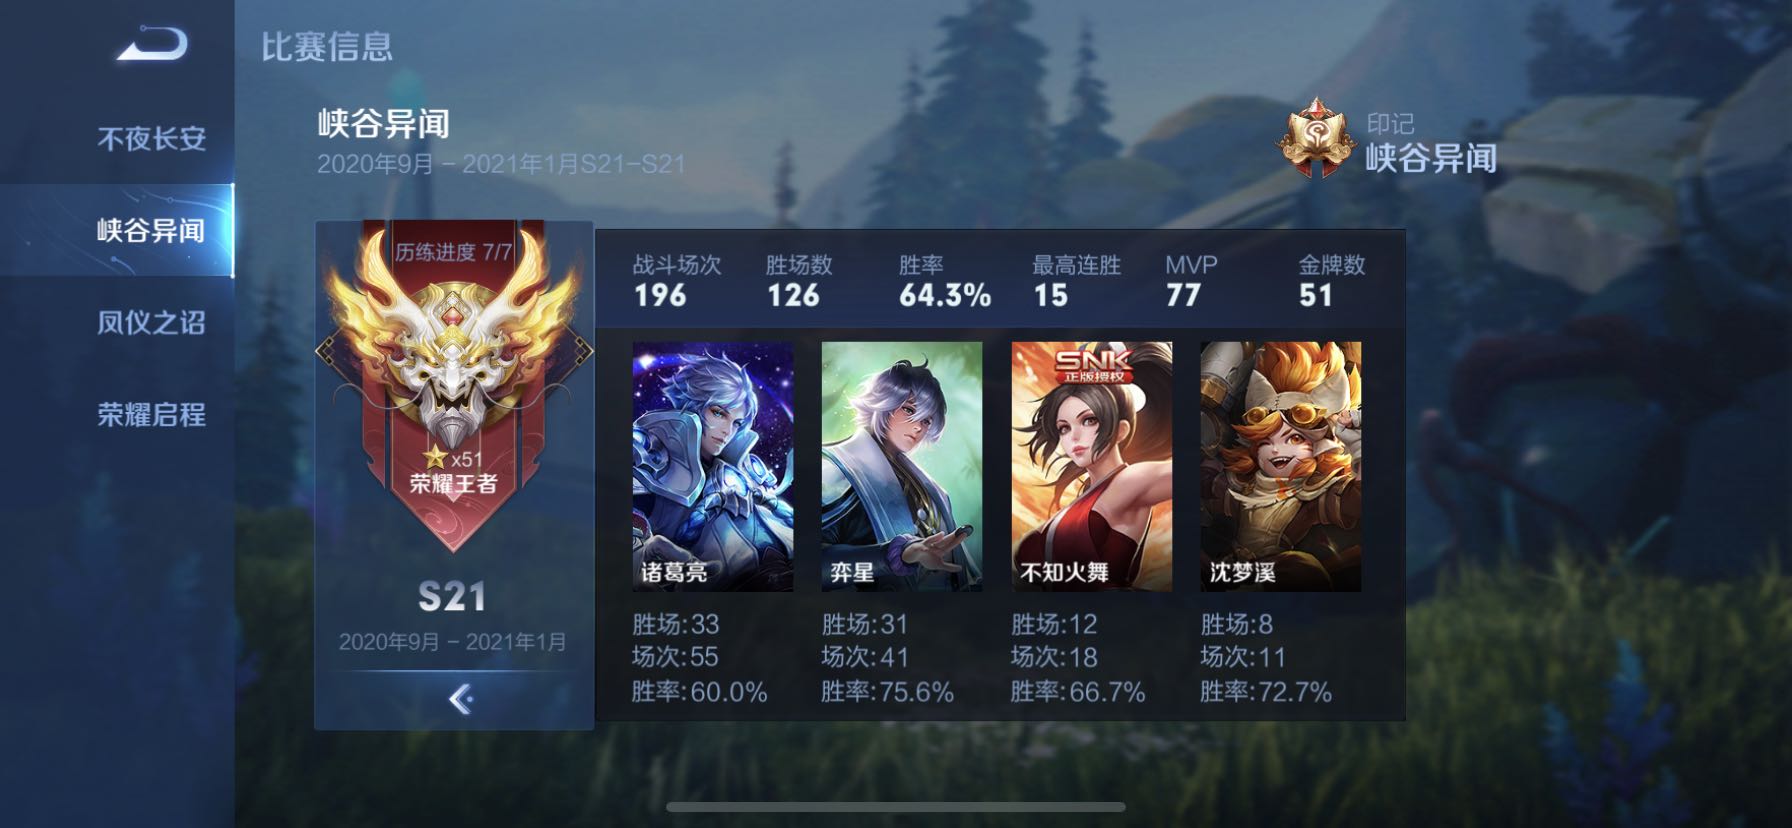 比赛信息
不夜长安
峡谷异闻
凤仪之诏
荣耀启程
峡谷异闻
2020年9月 – 2021年1月S21–S21
印记
峡谷异闻
历练进度 7/7
x51
荣耀王者
S21
2020年9月 – 2021年1月
战斗场次 胜场数 胜率 最高连胜 MVP 金牌数
196 126 64.3% 15 77 51
SNK
正版授权
诸葛亮 弈星 不知火舞 沈梦溪
胜场:33 胜场:31 胜场:12 胜场:8
场次:55 场次:41 场次:18 场次:11
胜率:60.0% 胜率:75.6% 胜率:66.7% 胜率:72.7%